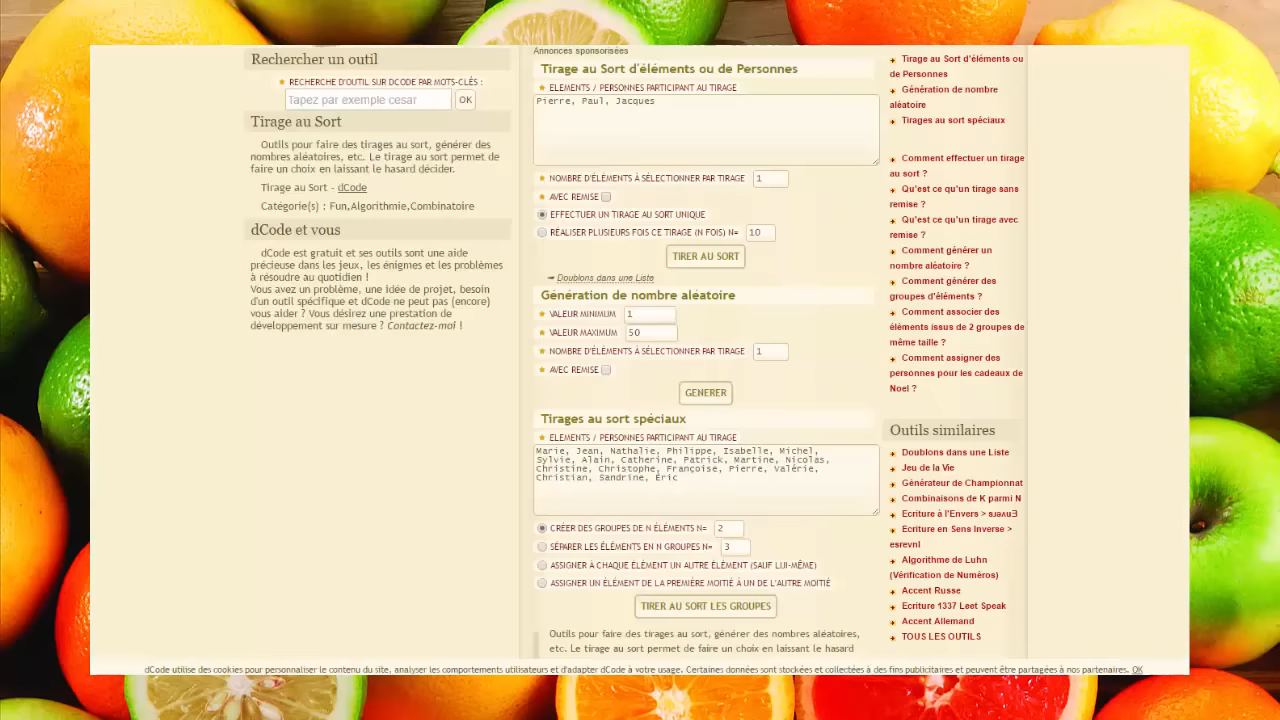 Rechercher un outil
RECHERCHE D'OUTIL SUR DCODE PAR MOTS-CLÉS :
Tapez par exemple cesar
OK
Tirage au Sort
Outils pour faire des tirages au sort, générer des
nombres aléatoires, etc. Le tirage au sort permet de
faire un choix en laissant le hasard décider.
Tirage au Sort - dCode
Catégorie(s) : Fun,Algorithmie,Combinatoire
dCode et vous
dCode est gratuit et ses outils sont une aide
précieuse dans les jeux, les énigmes et les problèmes
à résoudre au quotidien !
Vous avez un problème, une idée de projet, besoin
d'un outil spécifique et dCode ne peut pas (encore)
vous aider ? Vous désirez une prestation de
développement sur mesure ? Contactez-moi !
Annonces sponsorisées
Tirage au Sort d'éléments ou de Personnes
ELEMENTS / PERSONNES PARTICIPANT AU TIRAGE
Pierre, Paul, Jacques
NOMBRE D'ÉLÉMENTS À SÉLECTIONNER PAR TIRAGE 1
AVEC REMISE
EFFECTUER UN TIRAGE AU SORT UNIQUE
RÉALISER PLUSIEURS FOIS CE TIRAGE (N FOIS) N= 10
TIRER AU SORT
Doublons dans une Liste
Génération de nombre aléatoire
VALEUR MINIMUM 1
VALEUR MAXIMUM 50
NOMBRE D'ÉLÉMENTS À SÉLECTIONNER PAR TIRAGE 1
AVEC REMISE
GENERER
Tirages au sort spéciaux
ELEMENTS / PERSONNES PARTICIPANT AU TIRAGE
Marie, Jean, Nathalie, Philippe, Isabelle, Michel,
Sylvie, Alain, Catherine, Patrick, Martine, Nicolas,
Christine, Christophe, Françoise, Pierre, Valérie,
Christian, Sandrine, Éric
CRÉER DES GROUPES DE N ÉLÉMENTS N= 2
SÉPARER LES ÉLÉMENTS EN N GROUPES N= 3
ASSIGNER À CHAQUE ÉLÉMENT UN AUTRE ÉLÉMENT (SAUF LUI-MÊME)
ASSIGNER UN ÉLÉMENT DE LA PREMIÈRE MOITIÉ À UN DE L'AUTRE MOITIÉ
TIRER AU SORT LES GROUPES
Outils pour faire des tirages au sort, générer des nombres aléatoires,
etc. Le tirage au sort permet de faire un choix en laissant le hasard
Tirage au Sort d'éléments ou
de Personnes
Génération de nombre
aléatoire
Tirages au sort spéciaux
Comment effectuer un tirage
au sort ?
Qu'est ce qu'un tirage sans
remise ?
Qu'est ce qu'un tirage avec
remise ?
Comment générer un
nombre aléatoire ?
Comment générer des
groupes d'éléments ?
Comment associer des
éléments issus de 2 groupes de
même taille ?
Comment assigner des
personnes pour les cadeaux de
Noel ?
Outils similaires
Doublons dans une Liste
Jeu de la Vie
Générateur de Championnat
Combinaisons de K parmi N
Ecriture à l'Envers > ƨɹǝʌuƎ
Ecriture en Sens Inverse >
esrevnI
Algorithme de Luhn
(Vérification de Numéros)
Accent Russe
Ecriture 1337 Leet Speak
Accent Allemand
TOUS LES OUTILS
dCode utilise des cookies pour personnaliser le contenu du site, analyser les comportements utilisateurs et d'adapter dCode à votre usage. Certaines données sont stockées et collectées à des fins publicitaires et peuvent être partagées à nos partenaires. OK